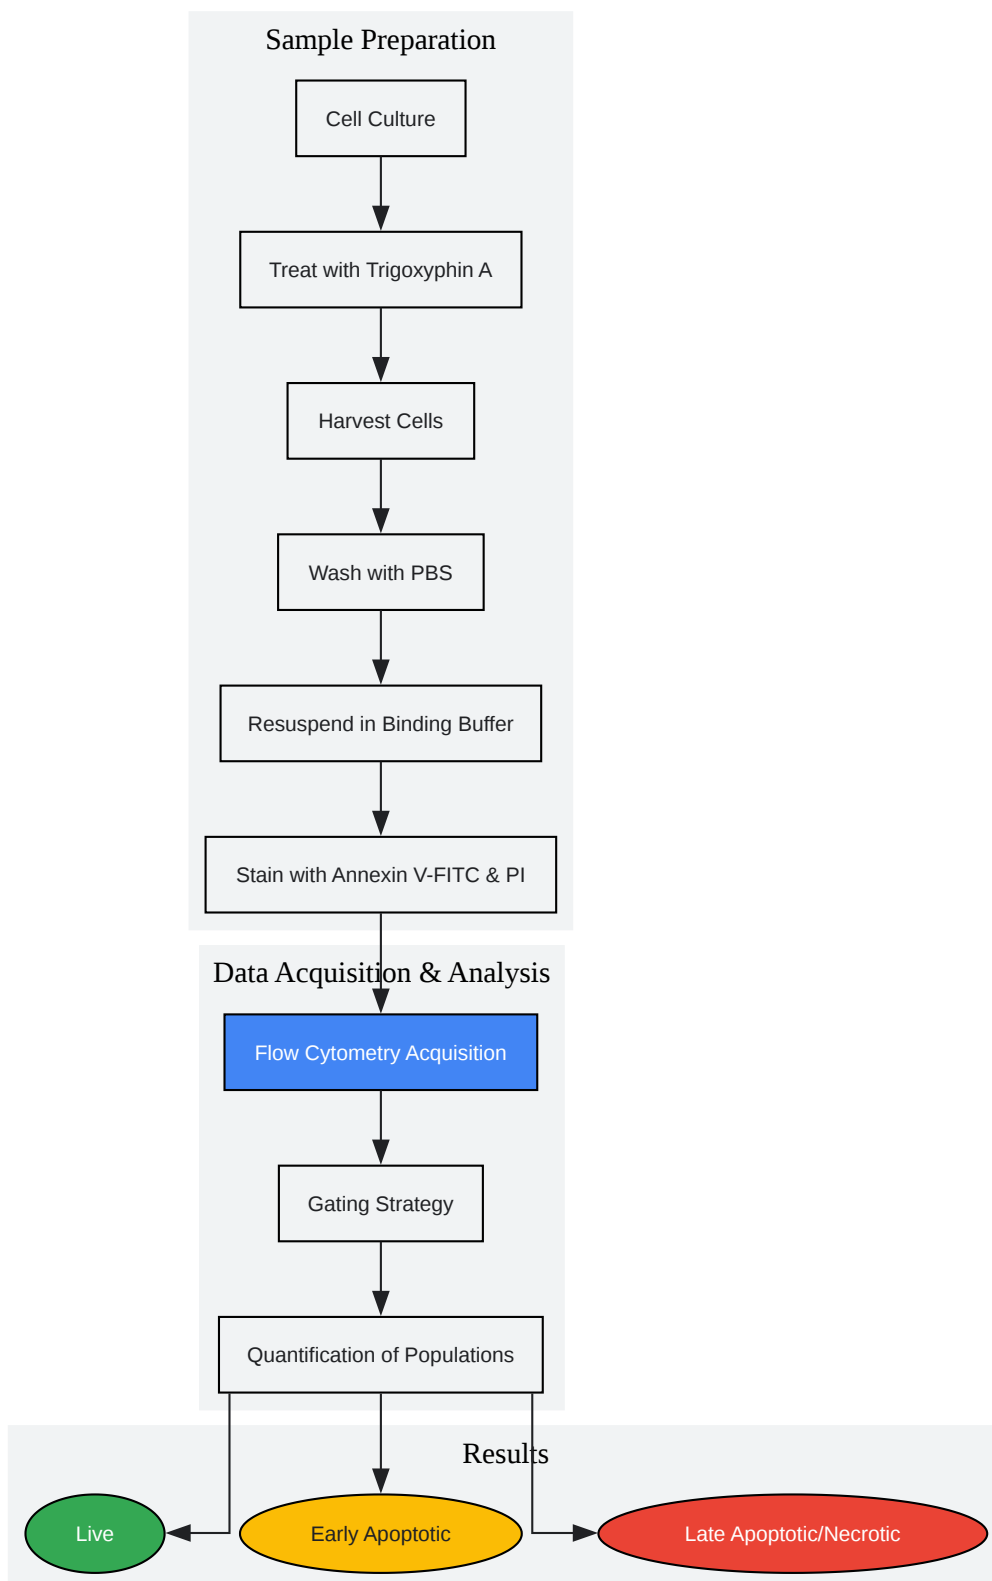 Sample Preparation
Cell Culture
Treat with Trigoxyphin A
Harvest Cells
Wash with PBS
Resuspend in Binding Buffer
Stain with Annexin V-FITC & PI
Data Acquisition & Analysis
Flow Cytometry Acquisition
Gating Strategy
Quantification of Populations
Results
Live
Early Apoptotic
Late Apoptotic/Necrotic